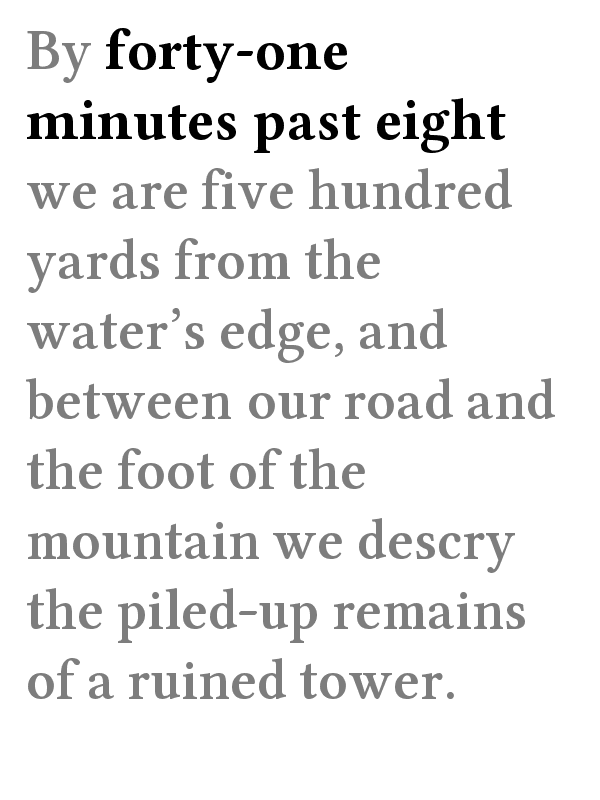 By forty-one
minutes past eight
we are five hundred
yards from the
water’s edge, and
between our road and
the foot of the
mountain we descry
the piled-up remains
of a ruined tower.